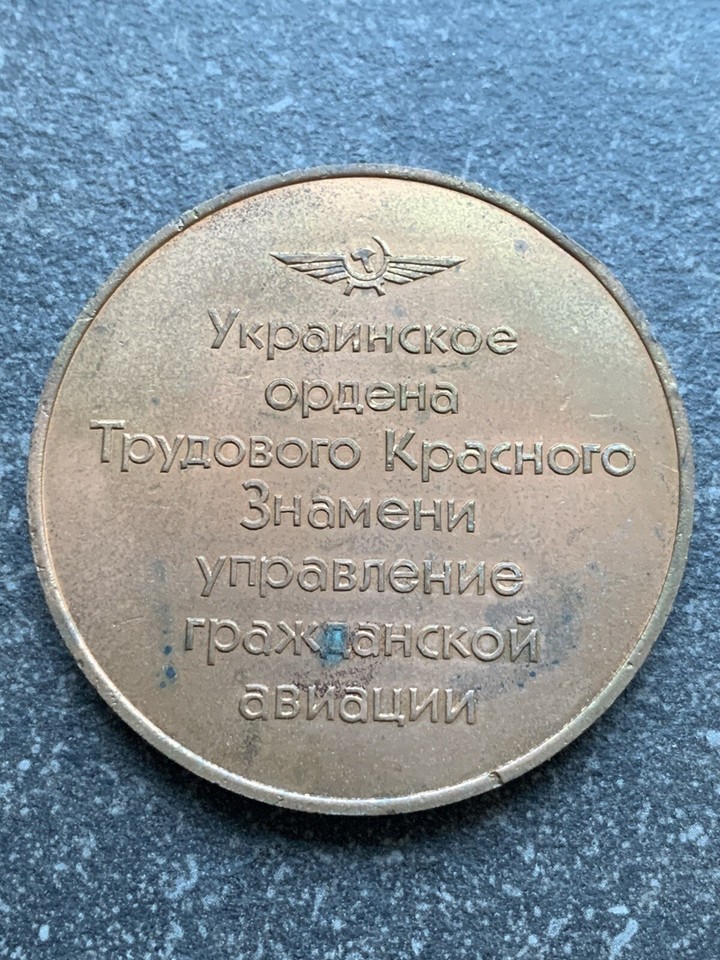 Украинское
ордена
Трудового Красного
Знамени
управление
гражданской
авиации